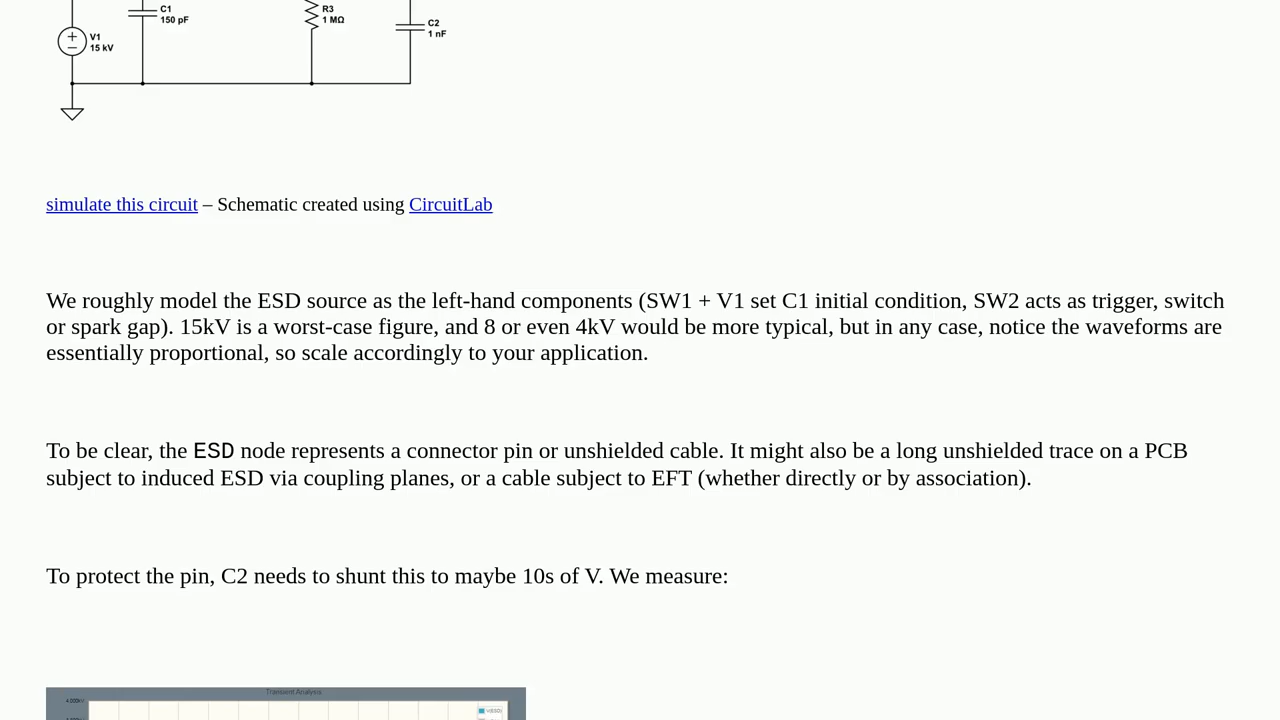 C1
150 pF
R3
1 MΩ
C2
1 nF
V1
15 kV
simulate this circuit – Schematic created using CircuitLab
We roughly model the ESD source as the left-hand components (SW1 + V1 set C1 initial condition, SW2 acts as trigger, switch
or spark gap). 15kV is a worst-case figure, and 8 or even 4kV would be more typical, but in any case, notice the waveforms are
essentially proportional, so scale accordingly to your application.
To be clear, the ESD node represents a connector pin or unshielded cable. It might also be a long unshielded trace on a PCB
subject to induced ESD via coupling planes, or a cable subject to EFT (whether directly or by association).
To protect the pin, C2 needs to shunt this to maybe 10s of V. We measure:
Transient Analysis
V(ESD)